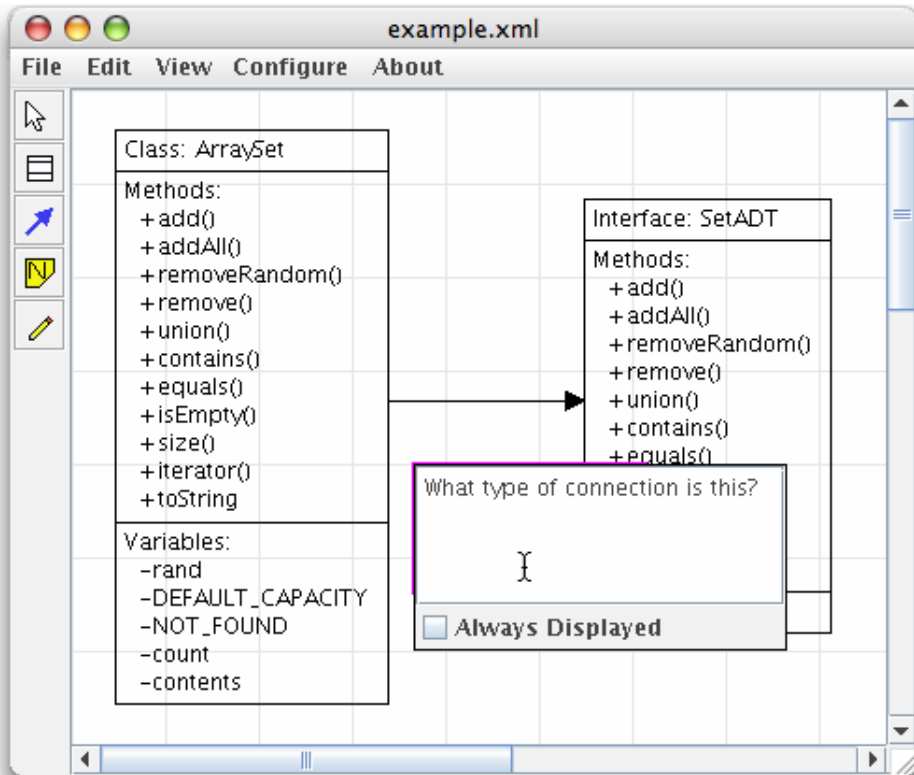 example.xml
File Edit View Configure About
Class: ArraySet
Methods:
+add()
+addAll()
+removeRandom()
+remove()
+union()
+contains()
+equals()
+isEmpty()
+size()
+iterator()
+toString
Variables:
-rand
-DEFAULT_CAPACITY
-NOT_FOUND
-count
-contents
Interface: SetADT
Methods:
+add()
+addAll()
+removeRandom()
+remove()
+union()
+contains()
+equals()
What type of connection is this?
Always Displayed